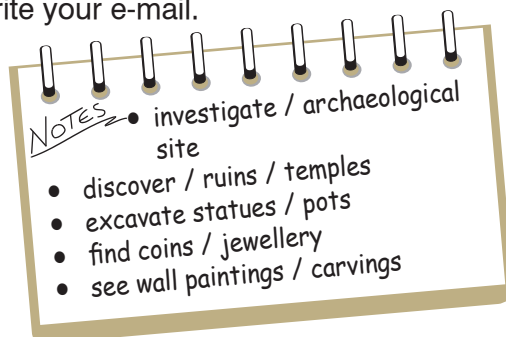 rite your e-mail.
NOTES
• investigate / archaeological
site
• discover / ruins / temples
• excavate statues / pots
• find coins / jewellery
• see wall paintings / carvings